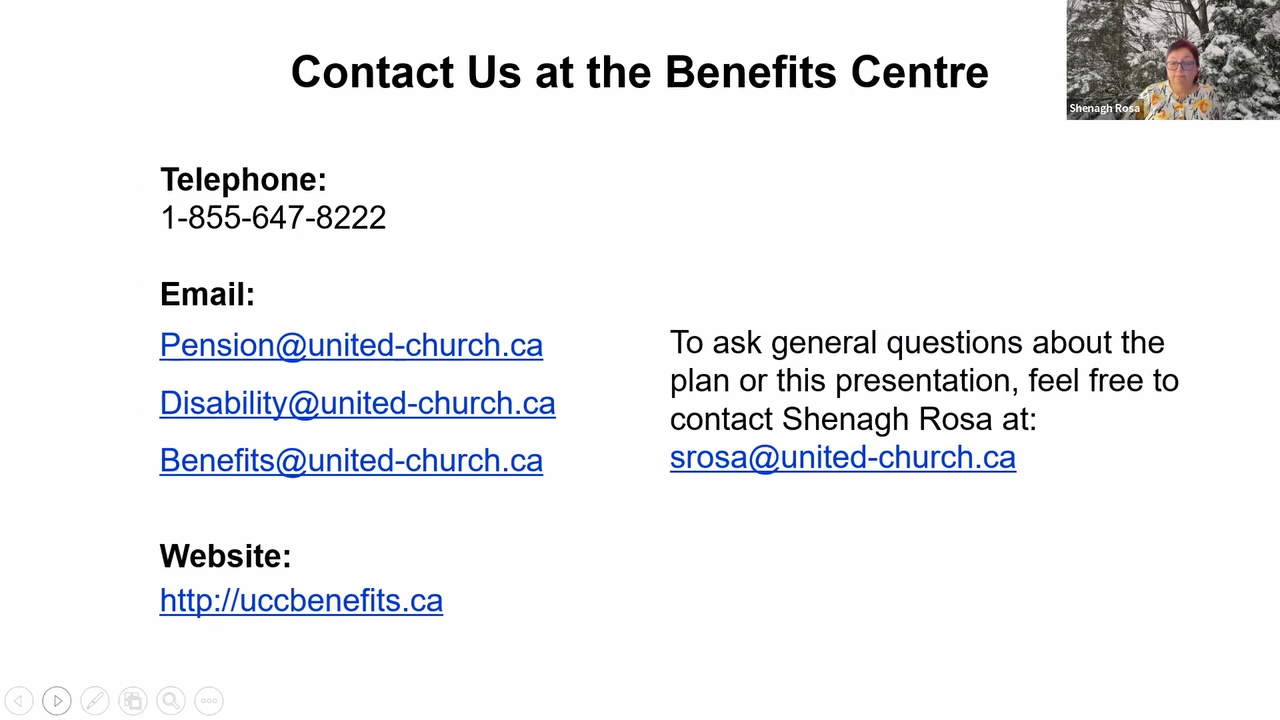 Contact Us at the Benefits Centre
Shenagh Rosa
Telephone:
1-855-647-8222
Email:
Pension@united-church.ca
Disability@united-church.ca
Benefits@united-church.ca
To ask general questions about the
plan or this presentation, feel free to
contact Shenagh Rosa at:
srosa@united-church.ca
Website:
http://uccbenefits.ca